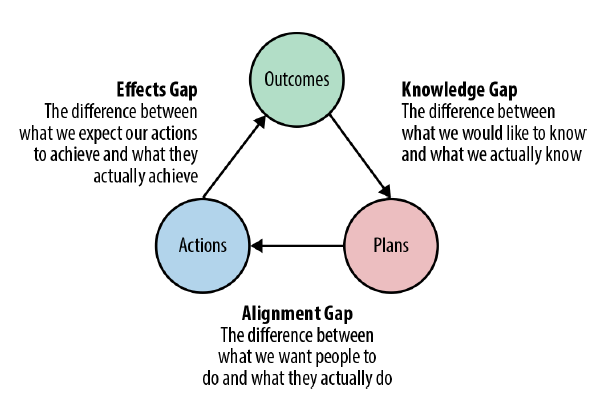 Outcomes
Effects Gap
The difference between
what we expect our actions
to achieve and what they
actually achieve
Knowledge Gap
The difference between
what we would like to know
and what we actually know
Actions
Plans
Alignment Gap
The difference between
what we want people to
do and what they actually do